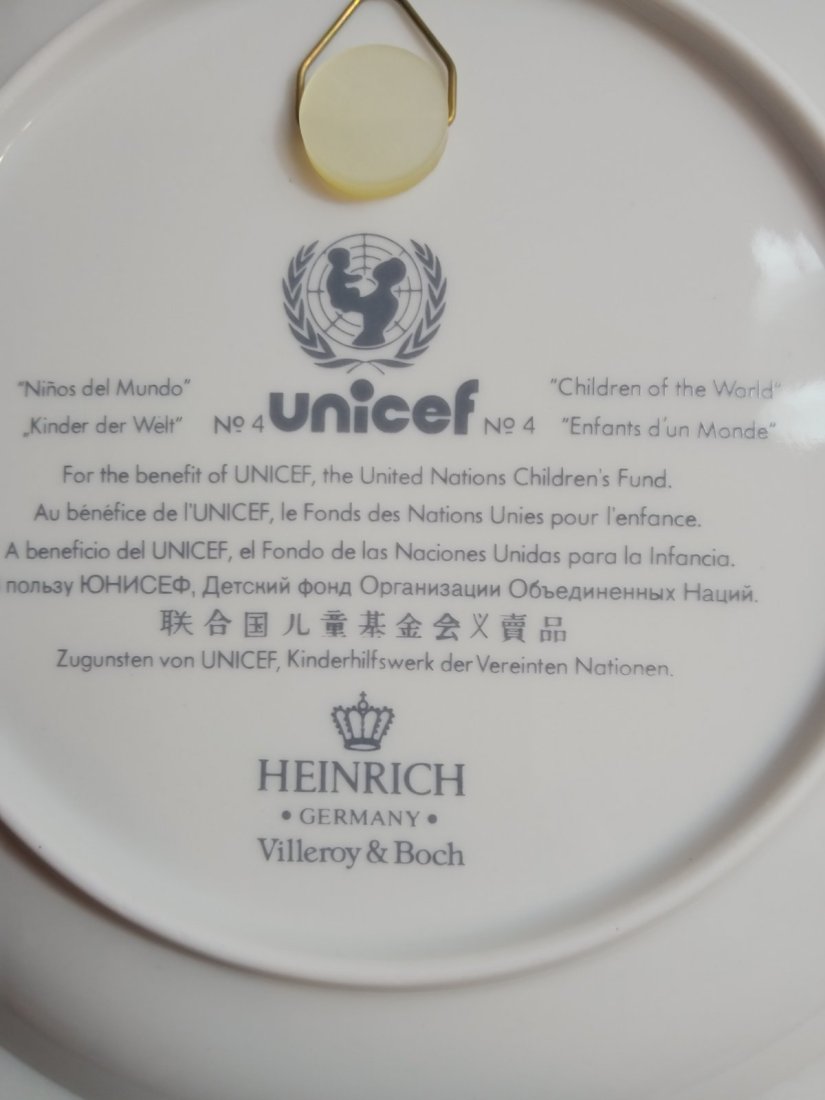 "Niños del Mundo" "Children of the World"
„Kinder der Welt" Nº 4 unicef Nº 4 "Enfants d'un Monde"
For the benefit of UNICEF, the United Nations Children's Fund.
Au bénéfice de l'UNICEF, le Fonds des Nations Unies pour l'enfance.
A beneficio del UNICEF, el Fondo de las Naciones Unidas para la Infancia.
пользу ЮНИСЕФ, Детский фонд Организации Объединенных Наций.
联合国儿童基金会义賣品
Zugunsten von UNICEF, Kinderhilfswerk der Vereinten Nationen.
HEINRICH
• GERMANY •
Villeroy & Boch